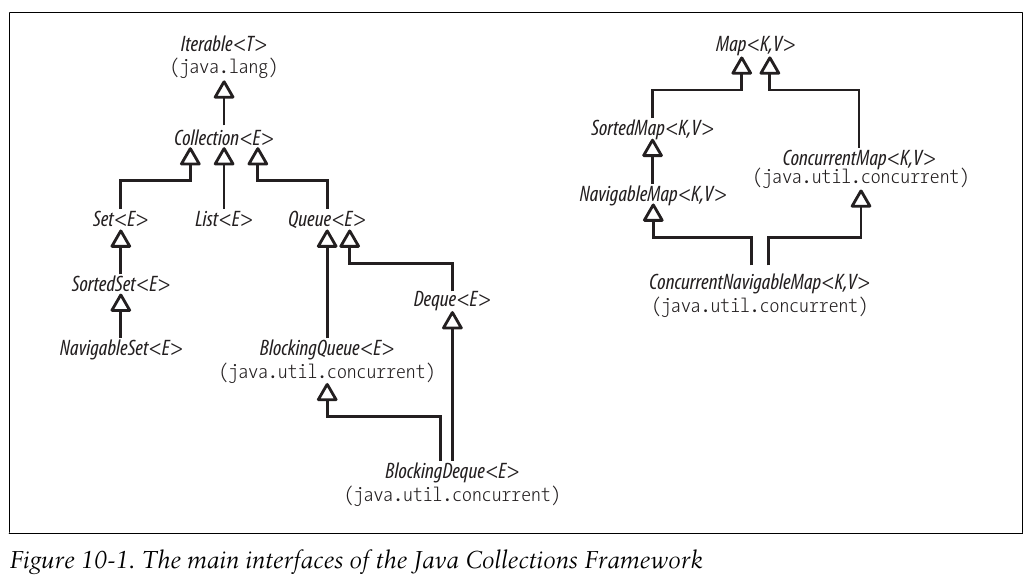 Iterable<T>
(java.lang)
Collection<E>
Set<E>
List<E>
Queue<E>
SortedSet<E>
Deque<E>
NavigableSet<E>
BlockingQueue<E>
(java.util.concurrent)
BlockingDeque<E>
(java.util.concurrent)
Map<K,V>
SortedMap<K,V>
ConcurrentMap<K,V>
(java.util.concurrent)
NavigableMap<K,V>
ConcurrentNavigableMap<K,V>
(java.util.concurrent)
Figure 10-1. The main interfaces of the Java Collections Framework